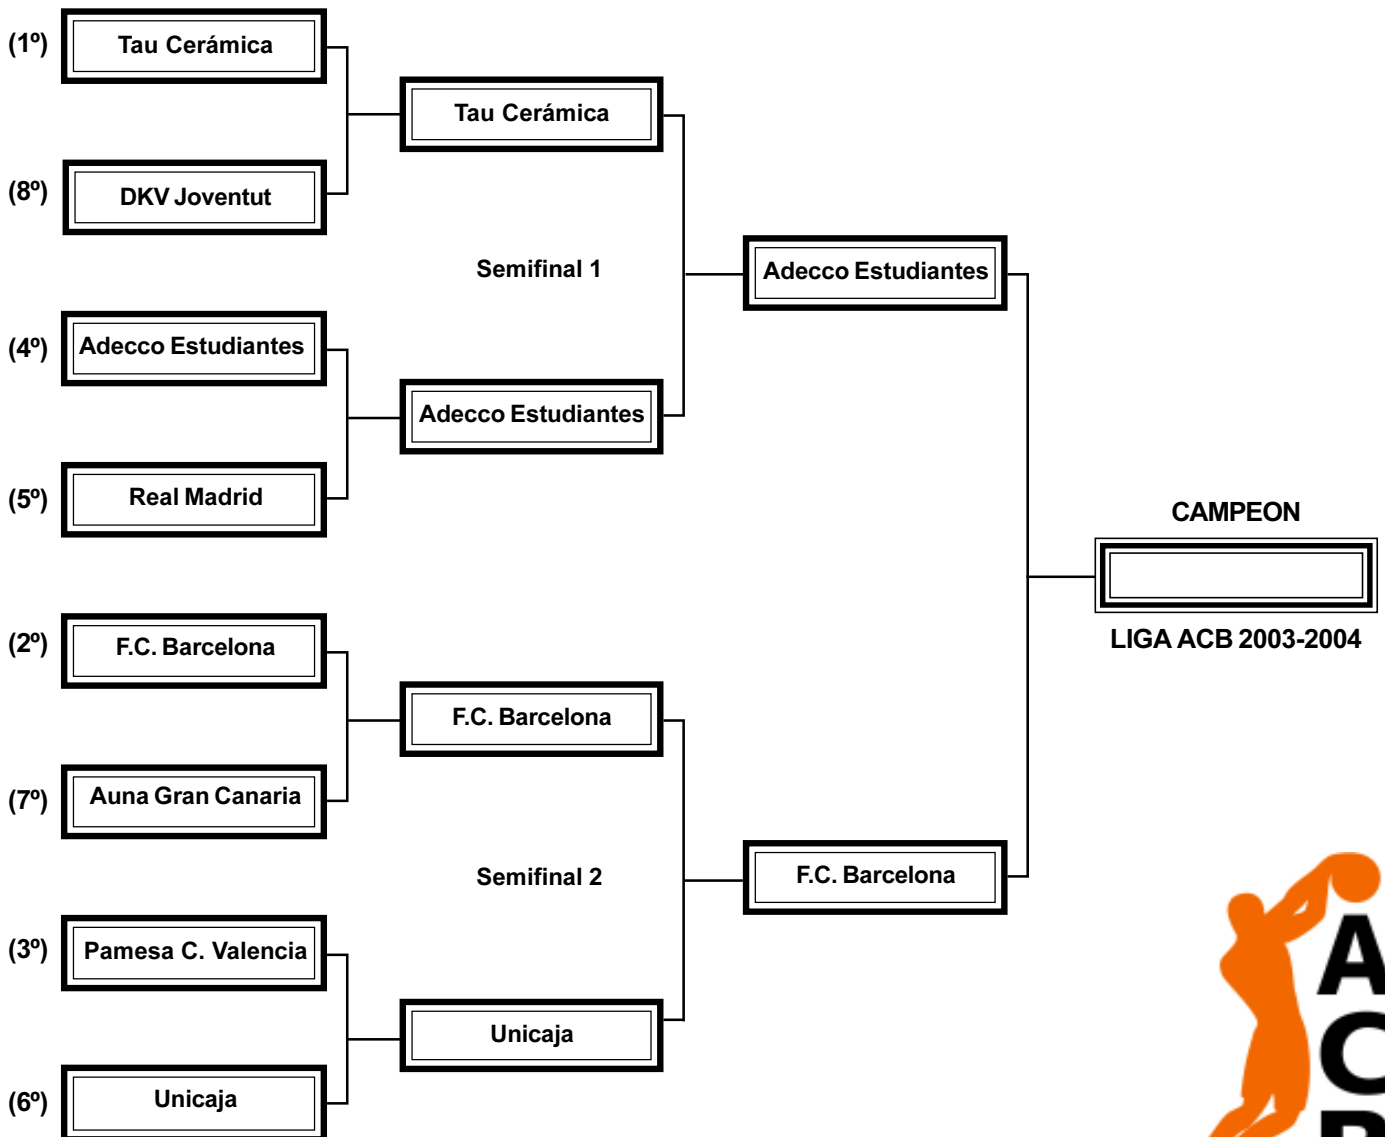 (1º) Tau Cerámica
Tau Cerámica
(8º) DKV Joventut
Semifinal 1
Adecco Estudiantes
(4º) Adecco Estudiantes
Adecco Estudiantes
(5º) Real Madrid
CAMPEON
LIGA ACB 2003-2004
(2º) F.C. Barcelona
F.C. Barcelona
(7º) Auna Gran Canaria
Semifinal 2
F.C. Barcelona
(3º) Pamesa C. Valencia
Unicaja
(6º) Unicaja
A
C
B